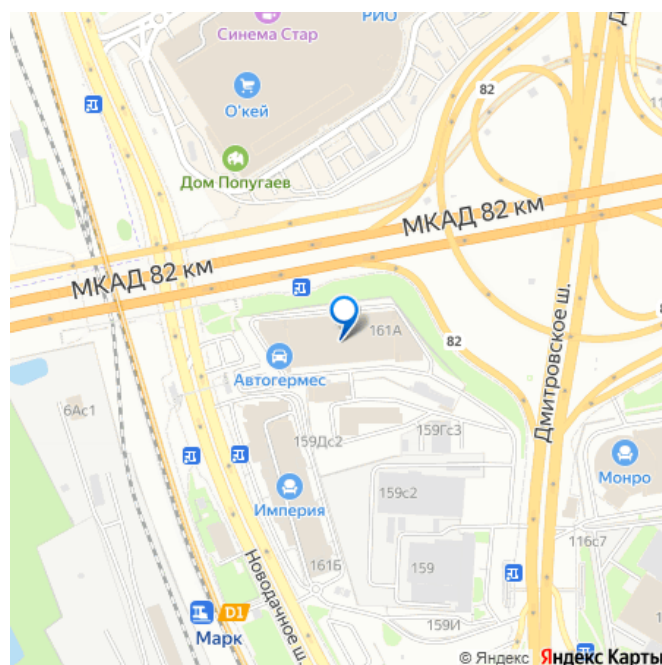 Синема Стар
РИО
О'кей
82
Дом Попугаев
МКАД 82 км
МКАД 82 км
161А
82
Автогермес
Дмитровское ш.
6Ас1
159Дс2
159Гс3
Монро
159с2
Империя
116с7
161Б
159
Новодачное ш.
D1
Марк
159И
© Яндекс Яндекс Карты